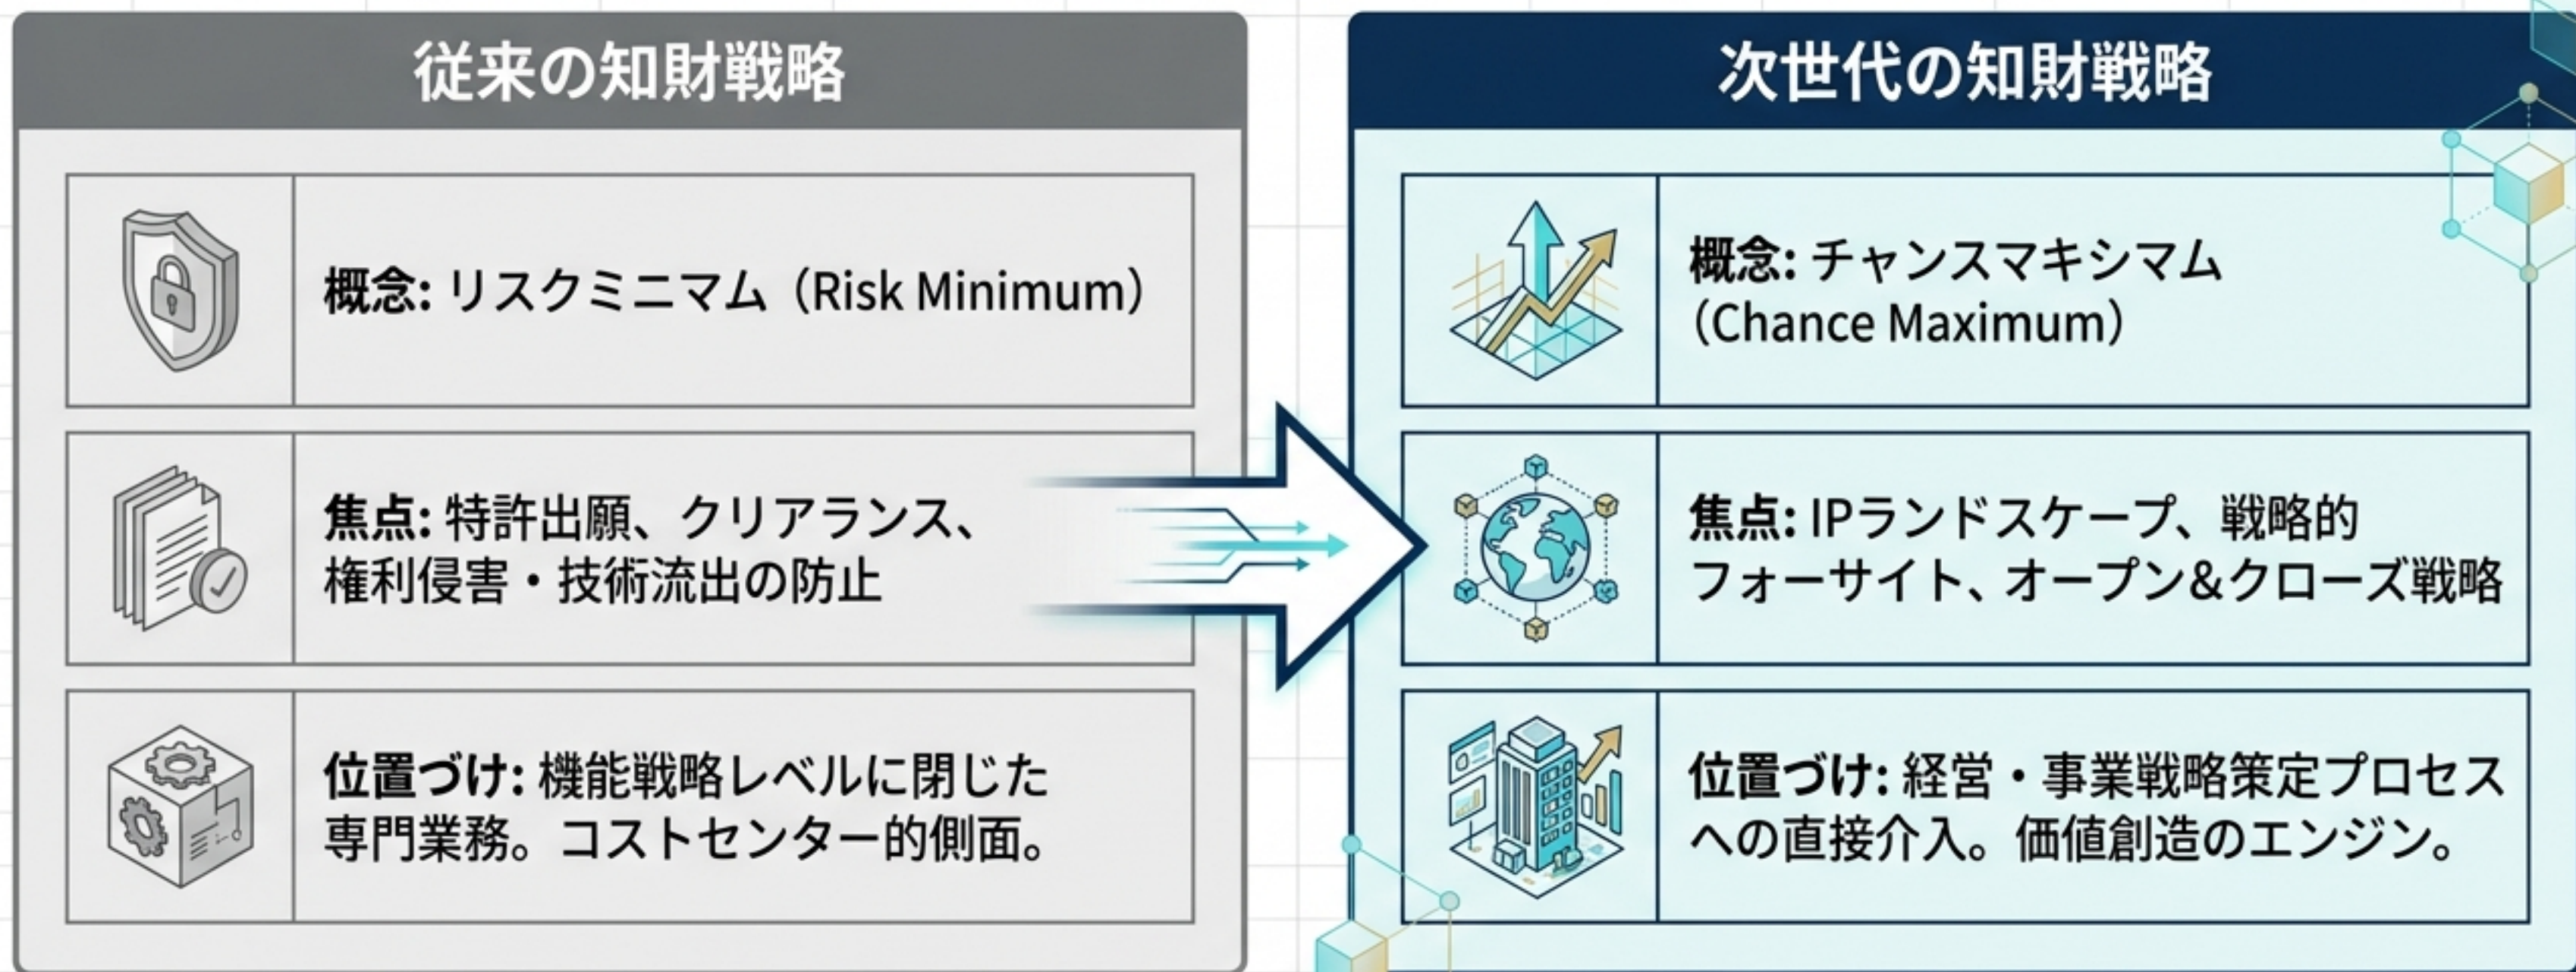 従来の知財戦略
概念: リスクミニマム（Risk Minimum）
焦点: 特許出願、クリアランス、
権利侵害・技術流出の防止
位置づけ: 機能戦略レベルに閉じた
専門業務。コストセンター的側面。
次世代の知財戦略
概念: チャンスマキシマム
（Chance Maximum）
焦点: IPランドスケープ、戦略的
フォーサイト、オープン&クローズ戦略
位置づけ: 経営・事業戦略策定プロセス
への直接介入。価値創造のエンジン。